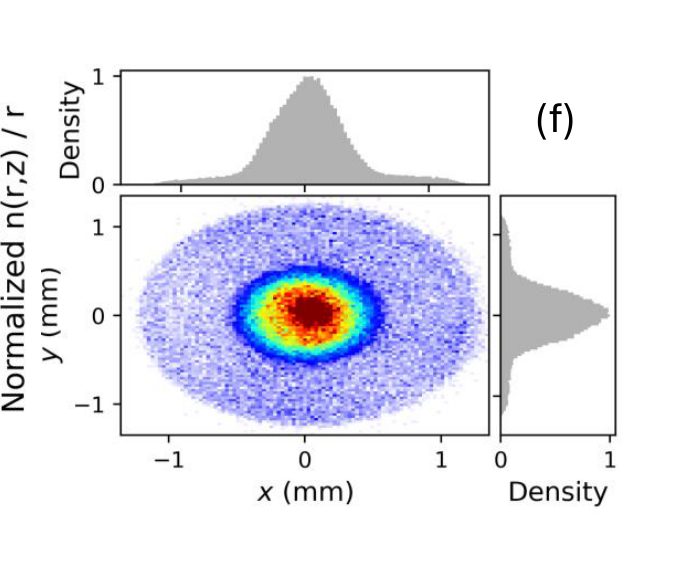 Normalized n(r,z) / r
Density
1
0
(f)
y (mm)
1
0
−1
−1
0
1
x (mm)
0
1
Density